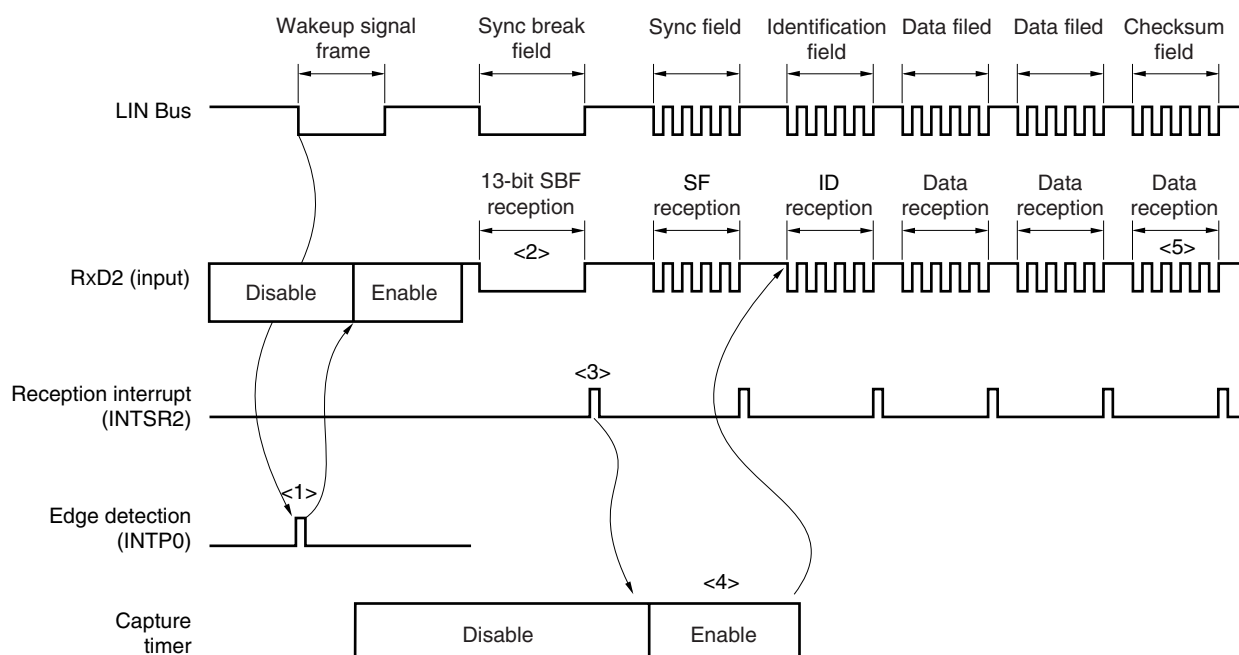 Wakeup signal
frame
Sync break
field
Sync field
Identification
field
Data filed
Data filed
Checksum
field
LIN Bus
13-bit SBF
reception
SF
reception
ID
reception
Data
reception
Data
reception
Data
reception
<2>
<5>
RxD2 (input)
Disable
Enable
Reception interrupt
(INTSR2)
<3>
Edge detection
(INTP0)
<1>
<4>
Capture
timer
Disable
Enable